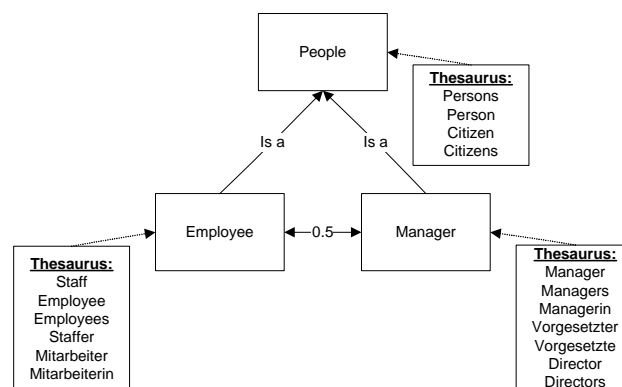 People
Thesaurus:
Persons
Person
Citizen
Citizens
Is a
Is a
Employee
0.5
Manager
Thesaurus:
Staff
Employee
Employees
Staffer
Mitarbeiter
Mitarbeiterin
Thesaurus:
Manager
Managers
Managerin
Vorgesetzter
Vorgesetzte
Director
Directors